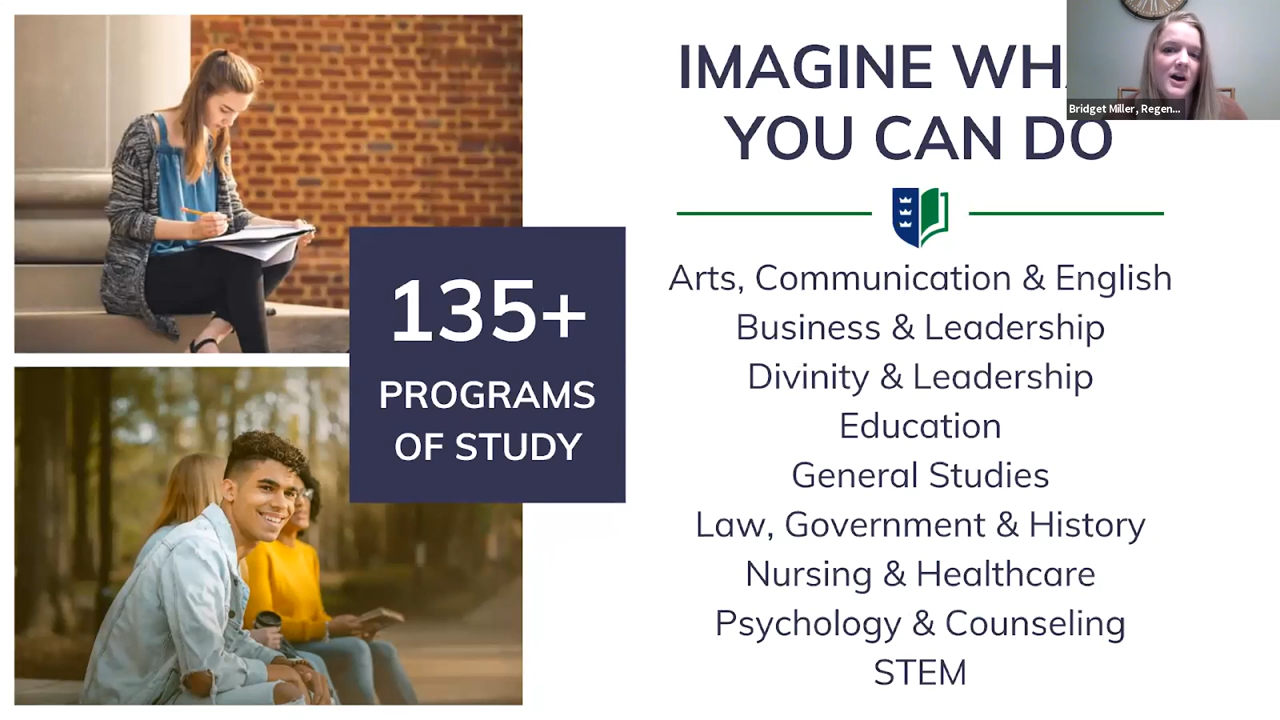 IMAGINE WHA
YOU CAN DO
Bridget Miller, Regen...
135+
PROGRAMS
OF STUDY
Arts, Communication & English
Business & Leadership
Divinity & Leadership
Education
General Studies
Law, Government & History
Nursing & Healthcare
Psychology & Counseling
STEM